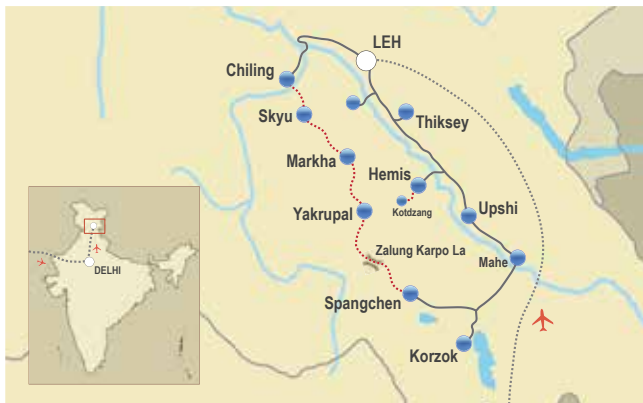 LEH
Chiling
Thiksey
Skyu
Markha
Hemis
Kotdzang
Yakrupal
Upshi
Zalung Karpo La
Mahe
DELHI
Spangchen
Korzok